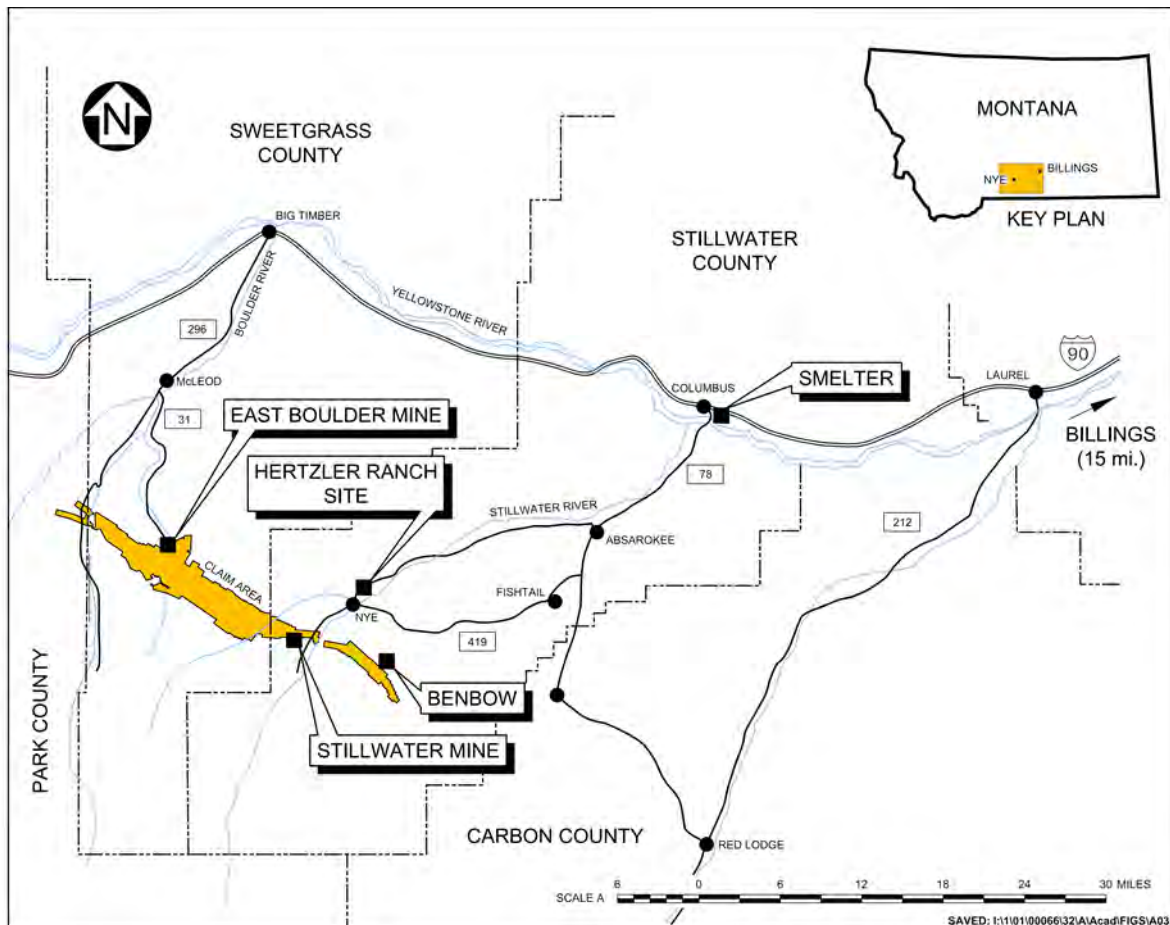 N
SWEETGRASS
COUNTY
MONTANA
BILLINGS
NYE
KEY PLAN
BIG TIMBER
STILLWATER
COUNTY
BOULDER RIVER
YELLOWSTONE RIVER
296
90
McLEOD
COLUMBUS
SMELTER
LAUREL
31
EAST BOULDER MINE
BILLINGS
(15 mi.)
HERTZLER RANCH
SITE
78
STILLWATER RIVER
212
ABSAROKEE
CLAIM AREA
FISHTAIL
NYE
419
PARK COUNTY
BENBOW
STILLWATER MINE
CARBON COUNTY
RED LODGE
SCALE A
6 0 6 12 18 24 30 MILES
SAVED: I:\1\01\00066\32\A\Acad\FIGS\A03